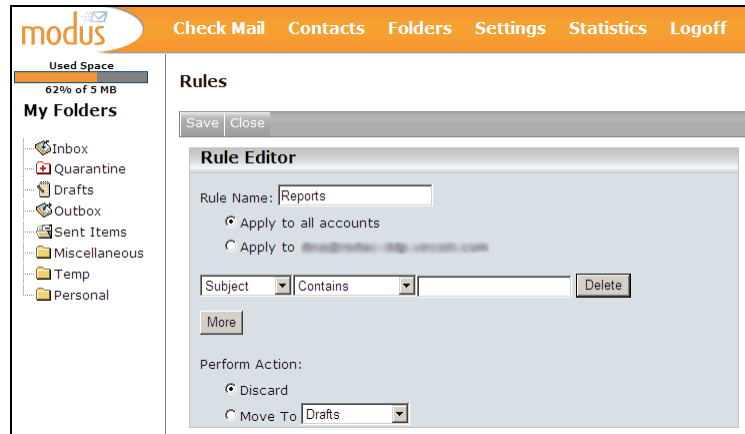 modus
Check Mail Contacts Folders Settings Statistics Logoff
Used Space
62% of 5 MB
My Folders
Inbox
Quarantine
Drafts
Outbox
Sent Items
Miscellaneous
Temp
Personal
Rules
Save Close
Rule Editor
Rule Name: Reports
Apply to all accounts
Apply to
Subject Contains Delete
More
Perform Action:
Discard
Move To Drafts